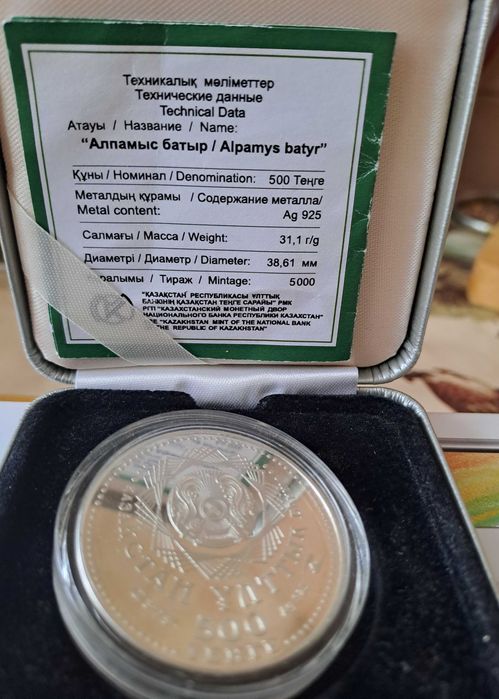 Техникалық мәліметтер
Технические данные
Technical Data
Атауы / Название / Name:
"Алпамыс батыр / Alpamys batyr"
Құны / Номинал / Denomination: 500 Теңге
Металдың құрамы / Содержание металла/
Metal content: Ag 925
Салмағы / Масса / Weight: 31,1 г/g
Диаметрі / Диаметр / Diameter: 38,61 мм
аралымы / Тираж / Mintage: 5000
"ҚАЗАҚСТАН РЕСПУБЛИКАСЫ ҰЛТТЫҚ
БАНКІНІҢ ҚАЗАҚСТАН ТЕҢГЕ САРАЙЫ" РМК
РГП "КАЗАХСТАНСКИЙ МОНЕТНЫЙ ДВОР
НАЦИОНАЛЬНОГО БАНКА РЕСПУБЛИКИ КАЗАХСТАН"
"KAZAKHSTAN MINT OF THE NATIONAL BANK
THE REPUBLIC OF KAZAKHSTAN"
СТАН ҰЛТТЫҚ
500